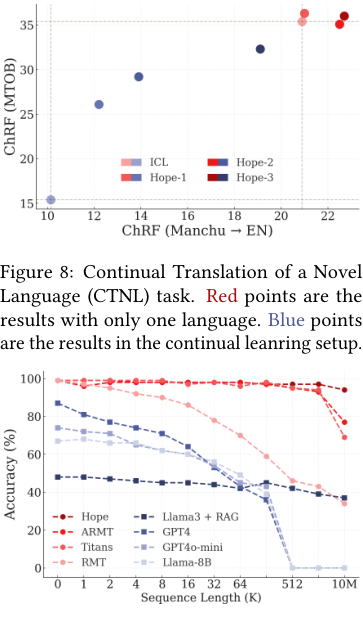 35
30
25
20
15
ChRF (MTOB)
ICL
Hope-1
Hope-2
Hope-3
10 12 14 16 18 20 22
ChRF (Manchu → EN)
Figure 8: Continual Translation of a Novel
Language (CTNL) task. Red points are the
results with only one language. Blue points
are the results in the continual leanring setup.
100
80
60
40
20
0
Accuracy (%)
Hope
ARMT
Titans
RMT
Llama3 + RAG
GPT4
GPT4o-mini
Llama-8B
0 1 2 4 8 16 32 64 512 10M
Sequence Length (K)